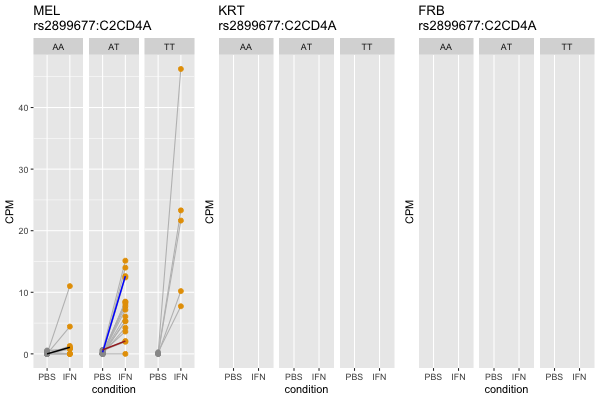 MEL
rs2899677:C2CD4A
AA AT TT
CPM
40
30
20
10
0
PBS IFN PBS IFN PBS IFN
condition
KRT
rs2899677:C2CD4A
AA AT TT
CPM
PBS IFN PBS IFN PBS IFN
condition
FRB
rs2899677:C2CD4A
AA AT TT
CPM
PBS IFN PBS IFN PBS IFN
condition